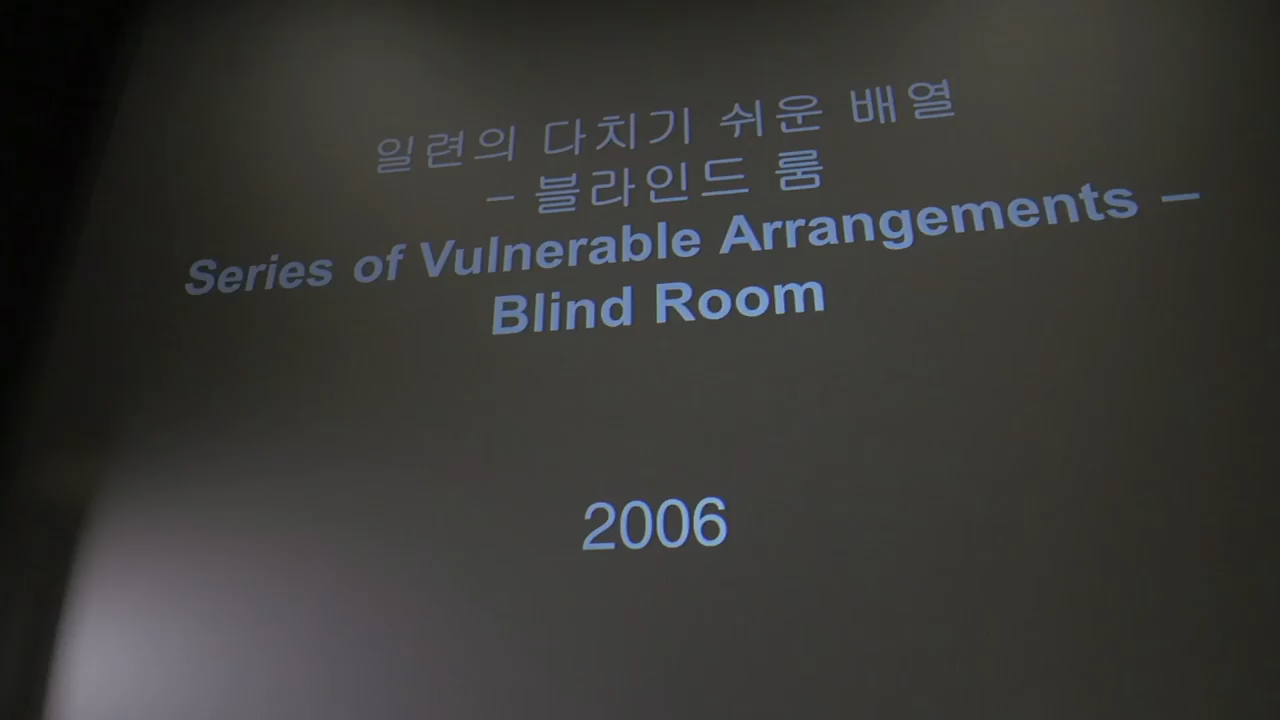 일련의 다치기 쉬운 배열
– 블라인드 룸
Series of Vulnerable Arrangements –
Blind Room
2006